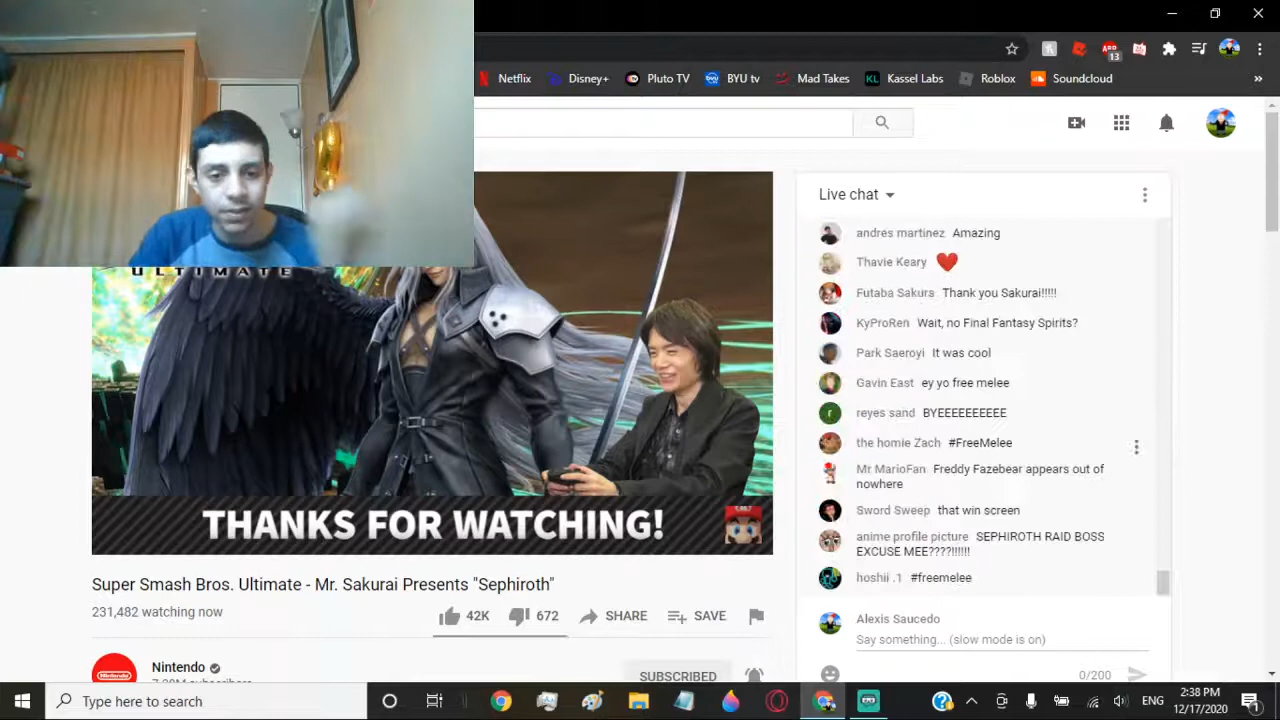 ABP
13
Netflix
Disney+
Pluto TV
BYU tv
Mad Takes
KL Kassel Labs
Roblox
Soundcloud
»
ULTIMATE
THANKS FOR WATCHING!
Super Smash Bros. Ultimate - Mr. Sakurai Presents "Sephiroth"
231,482 watching now
42K
672
SHARE
SAVE
Nintendo
SUBSCRIBED
Live chat
andres martinez Amazing
Thavie Keary ❤
Futaba Sakura Thank you Sakurai!!!!!
KyProRen Wait, no Final Fantasy Spirits?
Park Saeroyi It was cool
Gavin East ey yo free melee
reyes sand BYEEEEEEEEEE
the homie Zach #FreeMelee
Mr MarioFan Freddy Fazebear appears out of
nowhere
Sword Sweep that win screen
anime profile picture SEPHIROTH RAID BOSS
EXCUSE MEE????!!!!!!
hoshii .1 #freemelee
Alexis Saucedo
Say something... (slow mode is on)
0/200
Type here to search
ENG
2:38 PM
12/17/2020